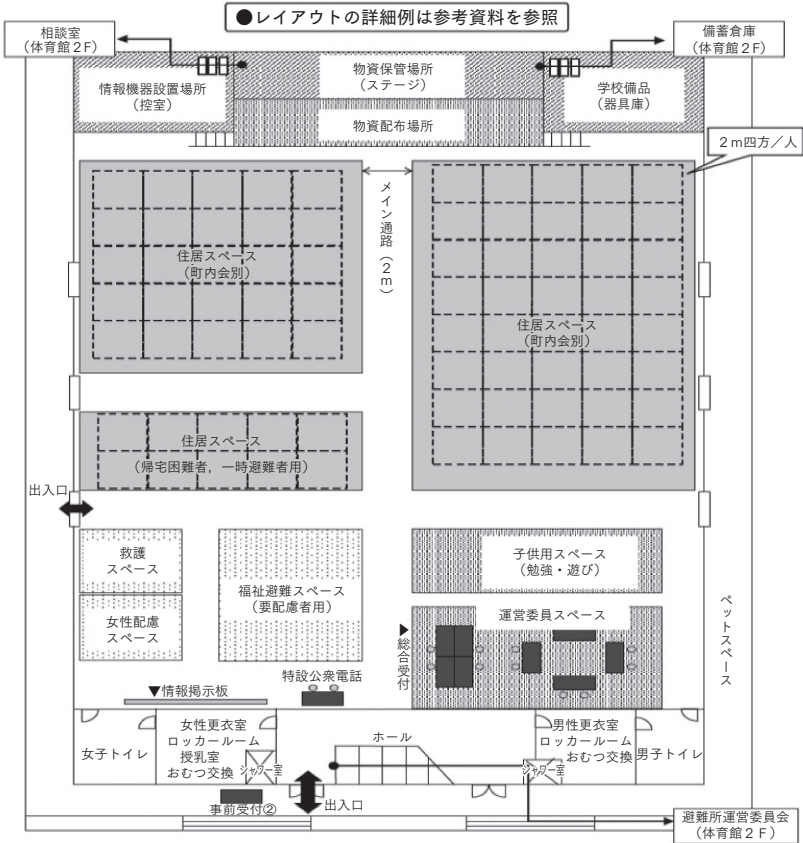 ●レイアウトの詳細例は参考資料を参照
相談室
（体育館２F）
備蓄倉庫
（体育館２F）
情報機器設置場所
（控室）
物資保管場所
（ステージ）
学校備品
（器具庫）
物資配布場所
２ｍ四方／人
メイン通路（２ｍ）
住居スペース
（町内会別）
住居スペース
（町内会別）
住居スペース
（帰宅困難者，一時避難者用）
出入口
救護
スペース
福祉避難スペース
（要配慮者用）
子供用スペース
（勉強・遊び）
女性配慮
スペース
運営委員スペース
▼総合受付
ペットスペース
特設公衆電話
▼情報掲示板
女子トイレ
女性更衣室
ロッカールーム
授乳室
おむつ交換
シャワー室
ホール
シャワー室
男性更衣室
ロッカールーム
おむつ交換
男子トイレ
事前受付②
出入口
避難所運営委員会
（体育館２F）